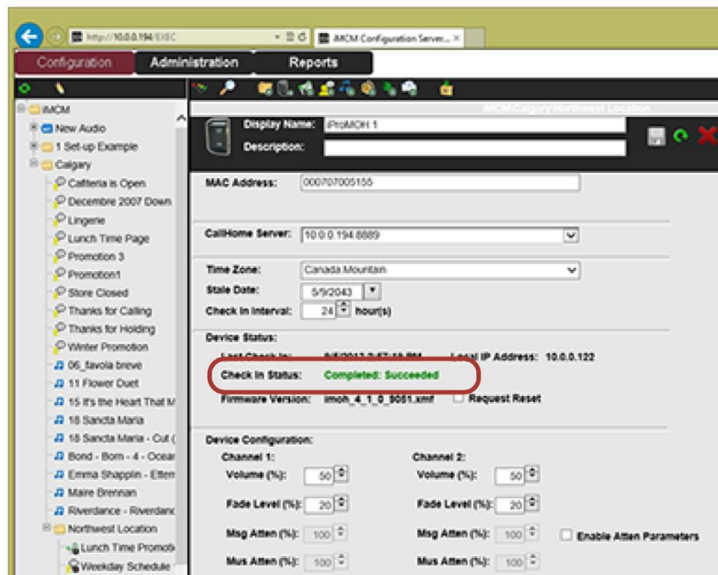 http://10.0.0.194/EXEC
iMCM Configuration Server...
Configuration
Administration
Reports
iMCM
New Audio
1 Set-up Example
Calgary
Caftteria is Open
Decembre 2007 Down
Lingerie
Lunch Time Page
Promotion 3
Promotion1
Store Closed
Thanks for Calling
Thanks for Holding
Winter Promotion
06_favola breve
11 Flower Duet
15 It's the Heart That M
18 Sancta Maria
18 Sancta Maria - Cut (
Bond - Born - 4 - Ocear
Emma Shapplin - Etterr
Maire Brennan
Riverdance - Riverdanc
Northwest Location
Lunch Time Promoti
Weekday Schedule
iMCM\Calgary\Northwest Location
Display Name: iProMOH 1
Description:
MAC Address: 000707005155
CallHome Server: 10.0.0.194:8889
Time Zone: Canada Mountain
Stale Date: 5/9/2043
Check In Interval: 24 hour(s)
Device Status:
Last Check In: Local IP Address: 10.0.0.122
Check In Status: Completed: Succeeded
Firmware Version: imoh_4_1_0_9051.xmf Request Reset
Device Configuration:
Channel 1: Channel 2:
Volume (%): 50 Volume (%): 50
Fade Level (%): 20 Fade Level (%): 20
Msg Atten (%): 100 Msg Atten (%): 100 Enable Atten Parameters
Mus Atten (%): 100 Mus Atten (%): 100